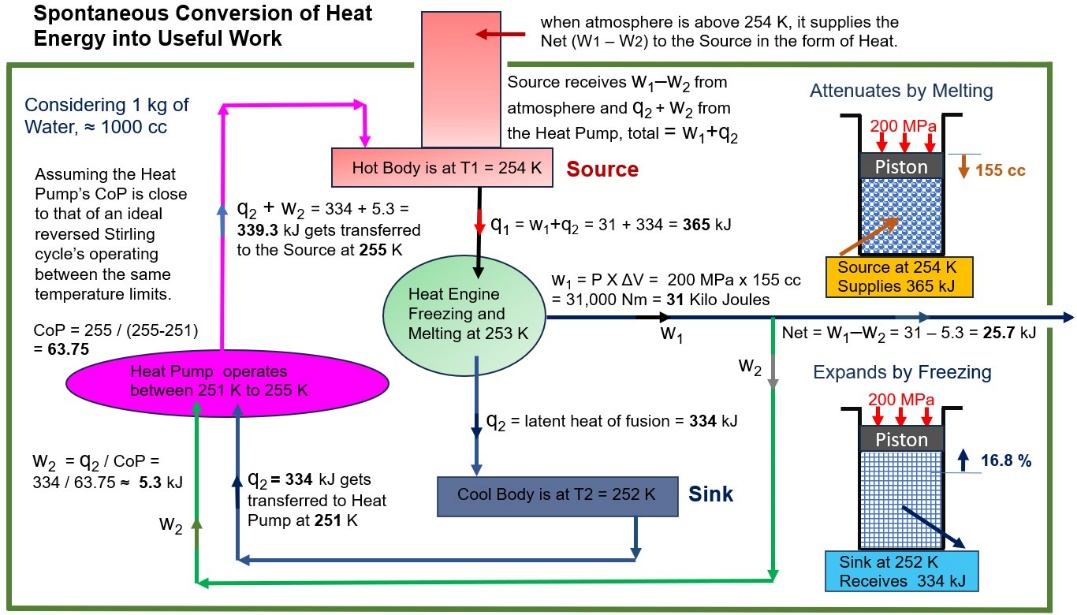 Spontaneous Conversion of Heat
Energy into Useful Work
when atmosphere is above 254 K, it supplies the
Net (W1 – W2) to the Source in the form of Heat.
Considering 1 kg of
Water, ≈ 1000 cc
Source receives W₁–W₂ from
atmosphere and q₂ + W₂ from
the Heat Pump, total = W₁+q₂
Attenuates by Melting
200 MPa
Piston
155 cc
Source at 254 K
Supplies 365 kJ
Hot Body is at T1 = 254 K
Source
Assuming the Heat
Pump's CoP is close
to that of an ideal
reversed Stirling
cycle's operating
between the same
temperature limits.
q₂ + W₂ = 334 + 5.3 =
339.3 kJ gets transferred
to the Source at 255 K
q₁ = w₁+q₂ = 31 + 334 = 365 kJ
Heat Engine
Freezing and
Melting at 253 K
w₁ = P X ΔV = 200 MPa x 155 cc
= 31,000 Nm = 31 Kilo Joules
W₁
Net = W₁–W₂ = 31 – 5.3 = 25.7 kJ
W₂
CoP = 255 / (255-251)
= 63.75
Heat Pump operates
between 251 K to 255 K
Expands by Freezing
200 MPa
Piston
16.8 %
Sink at 252 K
Receives 334 kJ
q₂ = latent heat of fusion = 334 kJ
Cool Body is at T2 = 252 K
Sink
W₂ = q₂ / CoP =
334 / 63.75 ≈ 5.3 kJ
q₂ = 334 kJ gets
transferred to Heat
Pump at 251 K
W₂